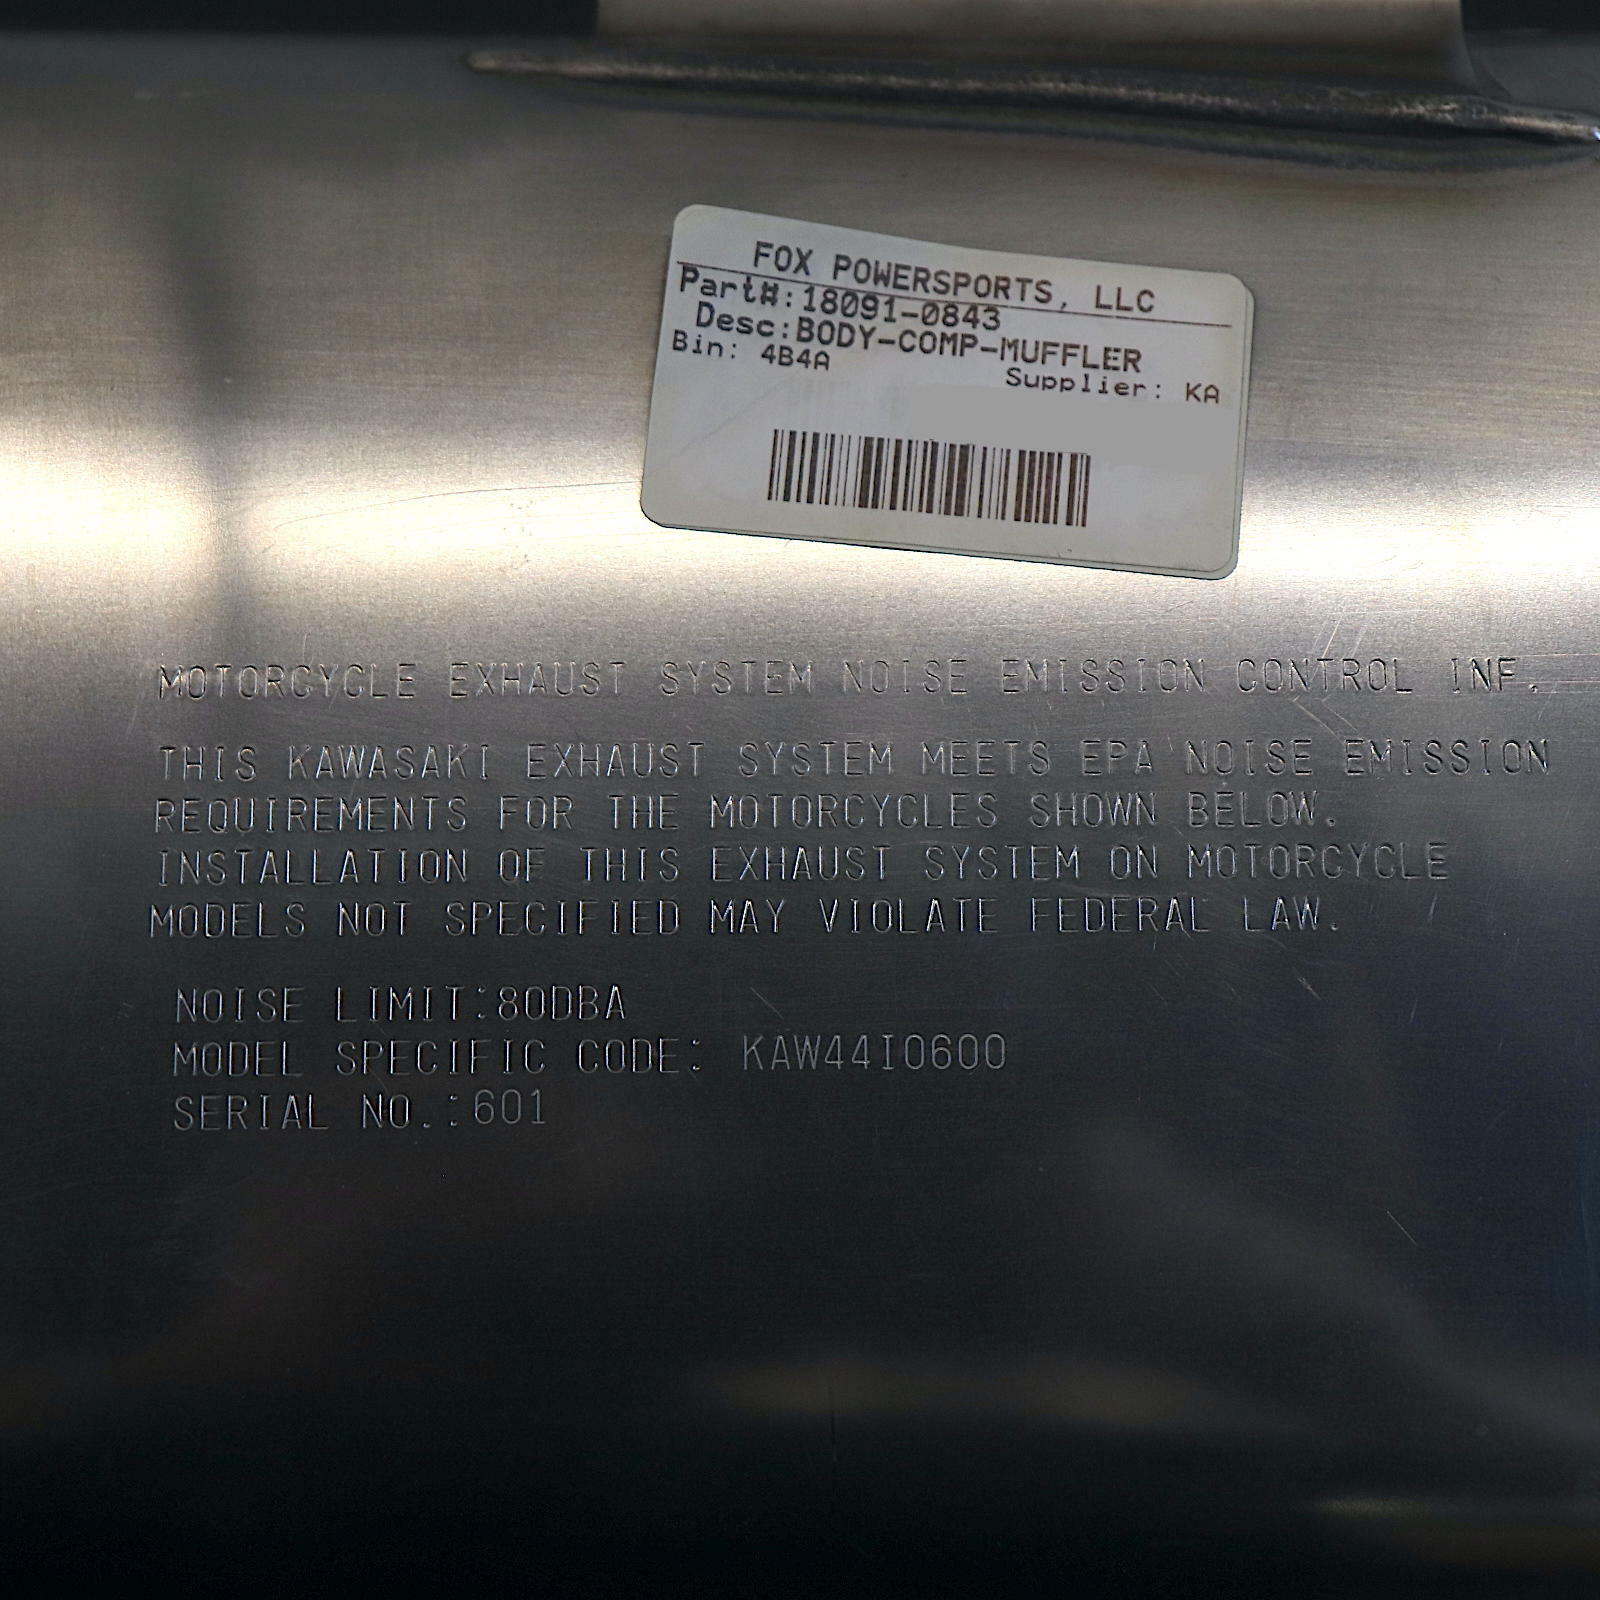 FOX POWERSPORTS, LLC
Part#:18091-0843
Desc:BODY-COMP-MUFFLER
Bin: 4B4A
Supplier: KA
MOTORCYCLE EXHAUST SYSTEM NOISE EMISSION CONTROL INF.
THIS KAWASAKI EXHAUST SYSTEM MEETS EPA NOISE EMISSION
REQUIREMENTS FOR THE MOTORCYCLES SHOWN BELOW.
INSTALLATION OF THIS EXHAUST SYSTEM ON MOTORCYCLE
MODELS NOT SPECIFIED MAY VIOLATE FEDERAL LAW.
NOISE LIMIT:80DBA
MODEL SPECIFIC CODE: KAW44I0600
SERIAL NO.:601